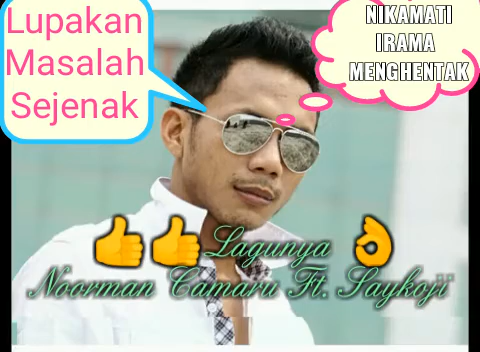 Lupakan
Masalah
Sejenak
NIKAMATI
IRAMA
MENGHENTAK
Lagunya
Noorman Camaru Ft. Saykoji